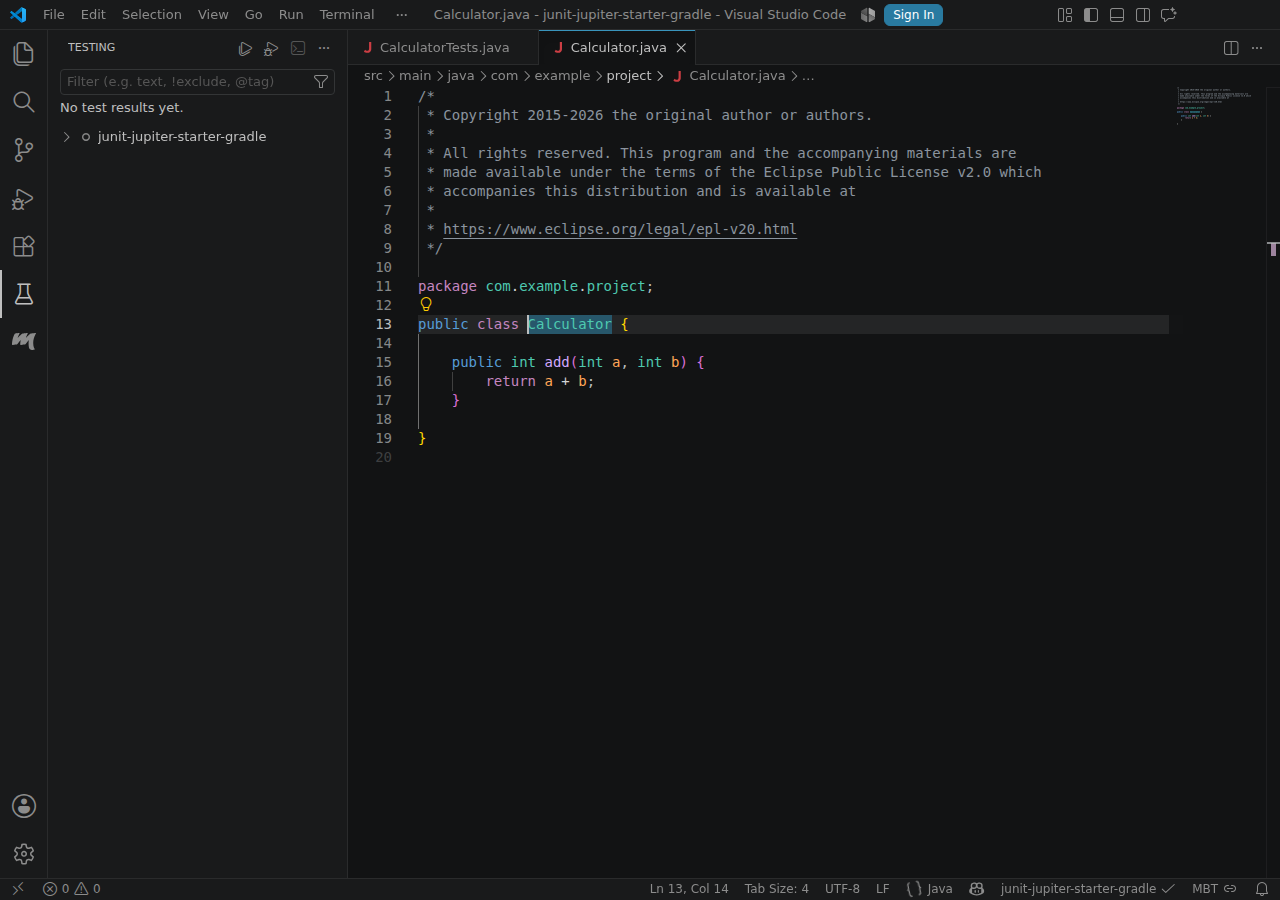 File Edit Selection View Go Run Terminal ··· Calculator.java - junit-jupiter-starter-gradle - Visual Studio Code Sign In
TESTING
Filter (e.g. text, !exclude, @tag)
No test results yet.
junit-jupiter-starter-gradle
CalculatorTests.java Calculator.java
src > main > java > com > example > project > Calculator.java > ...
1 /*
2  * Copyright 2015-2026 the original author or authors.
3  *
4  * All rights reserved. This program and the accompanying materials are
5  * made available under the terms of the Eclipse Public License v2.0 which
6  * accompanies this distribution and is available at
7  *
8  * https://www.eclipse.org/legal/epl-v20.html
9  */
10
11 package com.example.project;
12
13 public class Calculator {
14
15     public int add(int a, int b) {
16         return a + b;
17     }
18
19 }
20
0 0 Ln 13, Col 14 Tab Size: 4 UTF-8 LF Java junit-jupiter-starter-gradle MBT